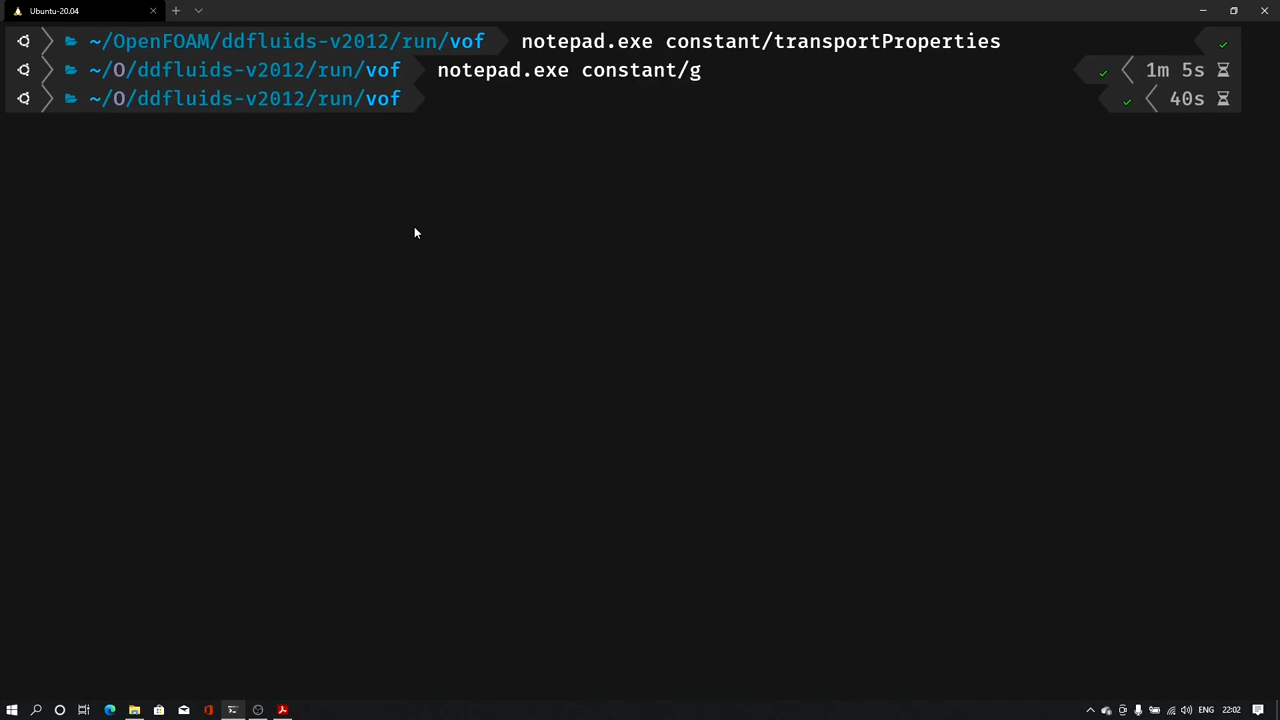 Ubuntu-20.04
~/OpenFOAM/ddfluids-v2012/run/vof notepad.exe constant/transportProperties
~/O/ddfluids-v2012/run/vof notepad.exe constant/g 1m 5s
~/O/ddfluids-v2012/run/vof 40s
ENG 22:02